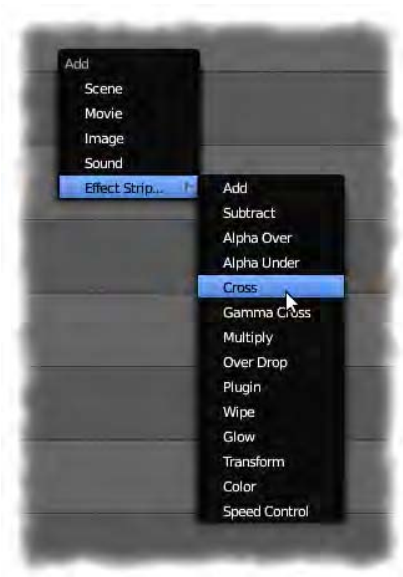 Add
Scene
Movie
Image
Sound
Effect Strip...
Add
Subtract
Alpha Over
Alpha Under
Cross
Gamma Cross
Multiply
Over Drop
Plugin
Wipe
Glow
Transform
Color
Speed Control